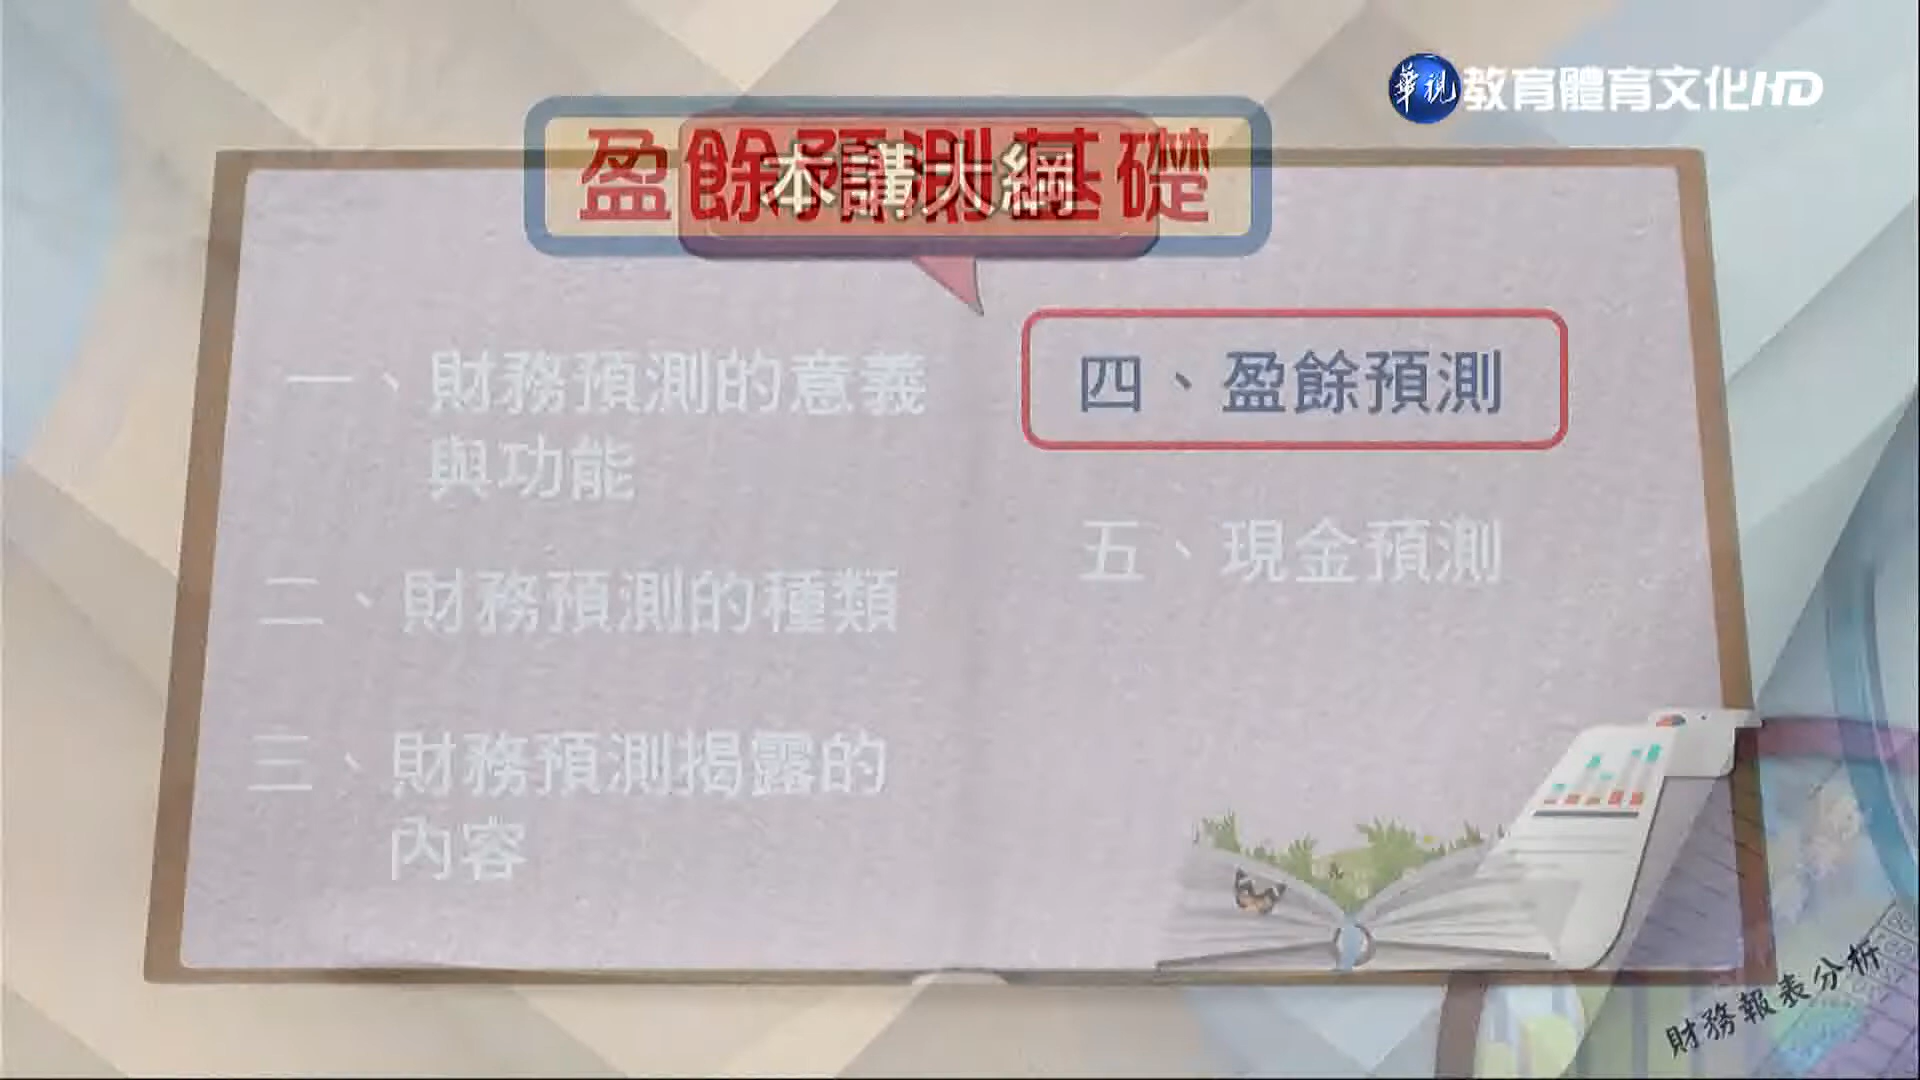 華視 教育體育文化HD
盈餘預測基礎
本講大綱
一、財務預測的意義
與功能
二、財務預測的種類
三、財務預測揭露的
內容
四、盈餘預測
五、現金預測
財務報表分析